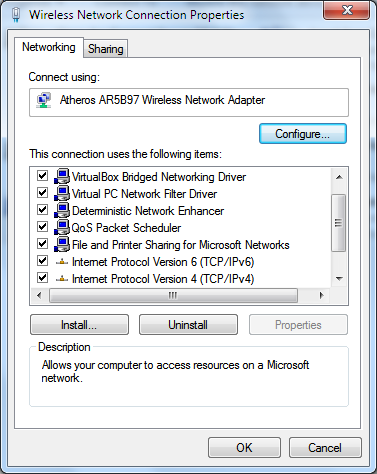 Wireless Network Connection Properties
Networking
Sharing
Connect using:
Atheros AR5B97 Wireless Network Adapter
Configure...
This connection uses the following items:
VirtualBox Bridged Networking Driver
Virtual PC Network Filter Driver
Deterministic Network Enhancer
QoS Packet Scheduler
File and Printer Sharing for Microsoft Networks
Internet Protocol Version 6 (TCP/IPv6)
Internet Protocol Version 4 (TCP/IPv4)
Install...
Uninstall
Properties
Description
Allows your computer to access resources on a Microsoft
network.
OK
Cancel